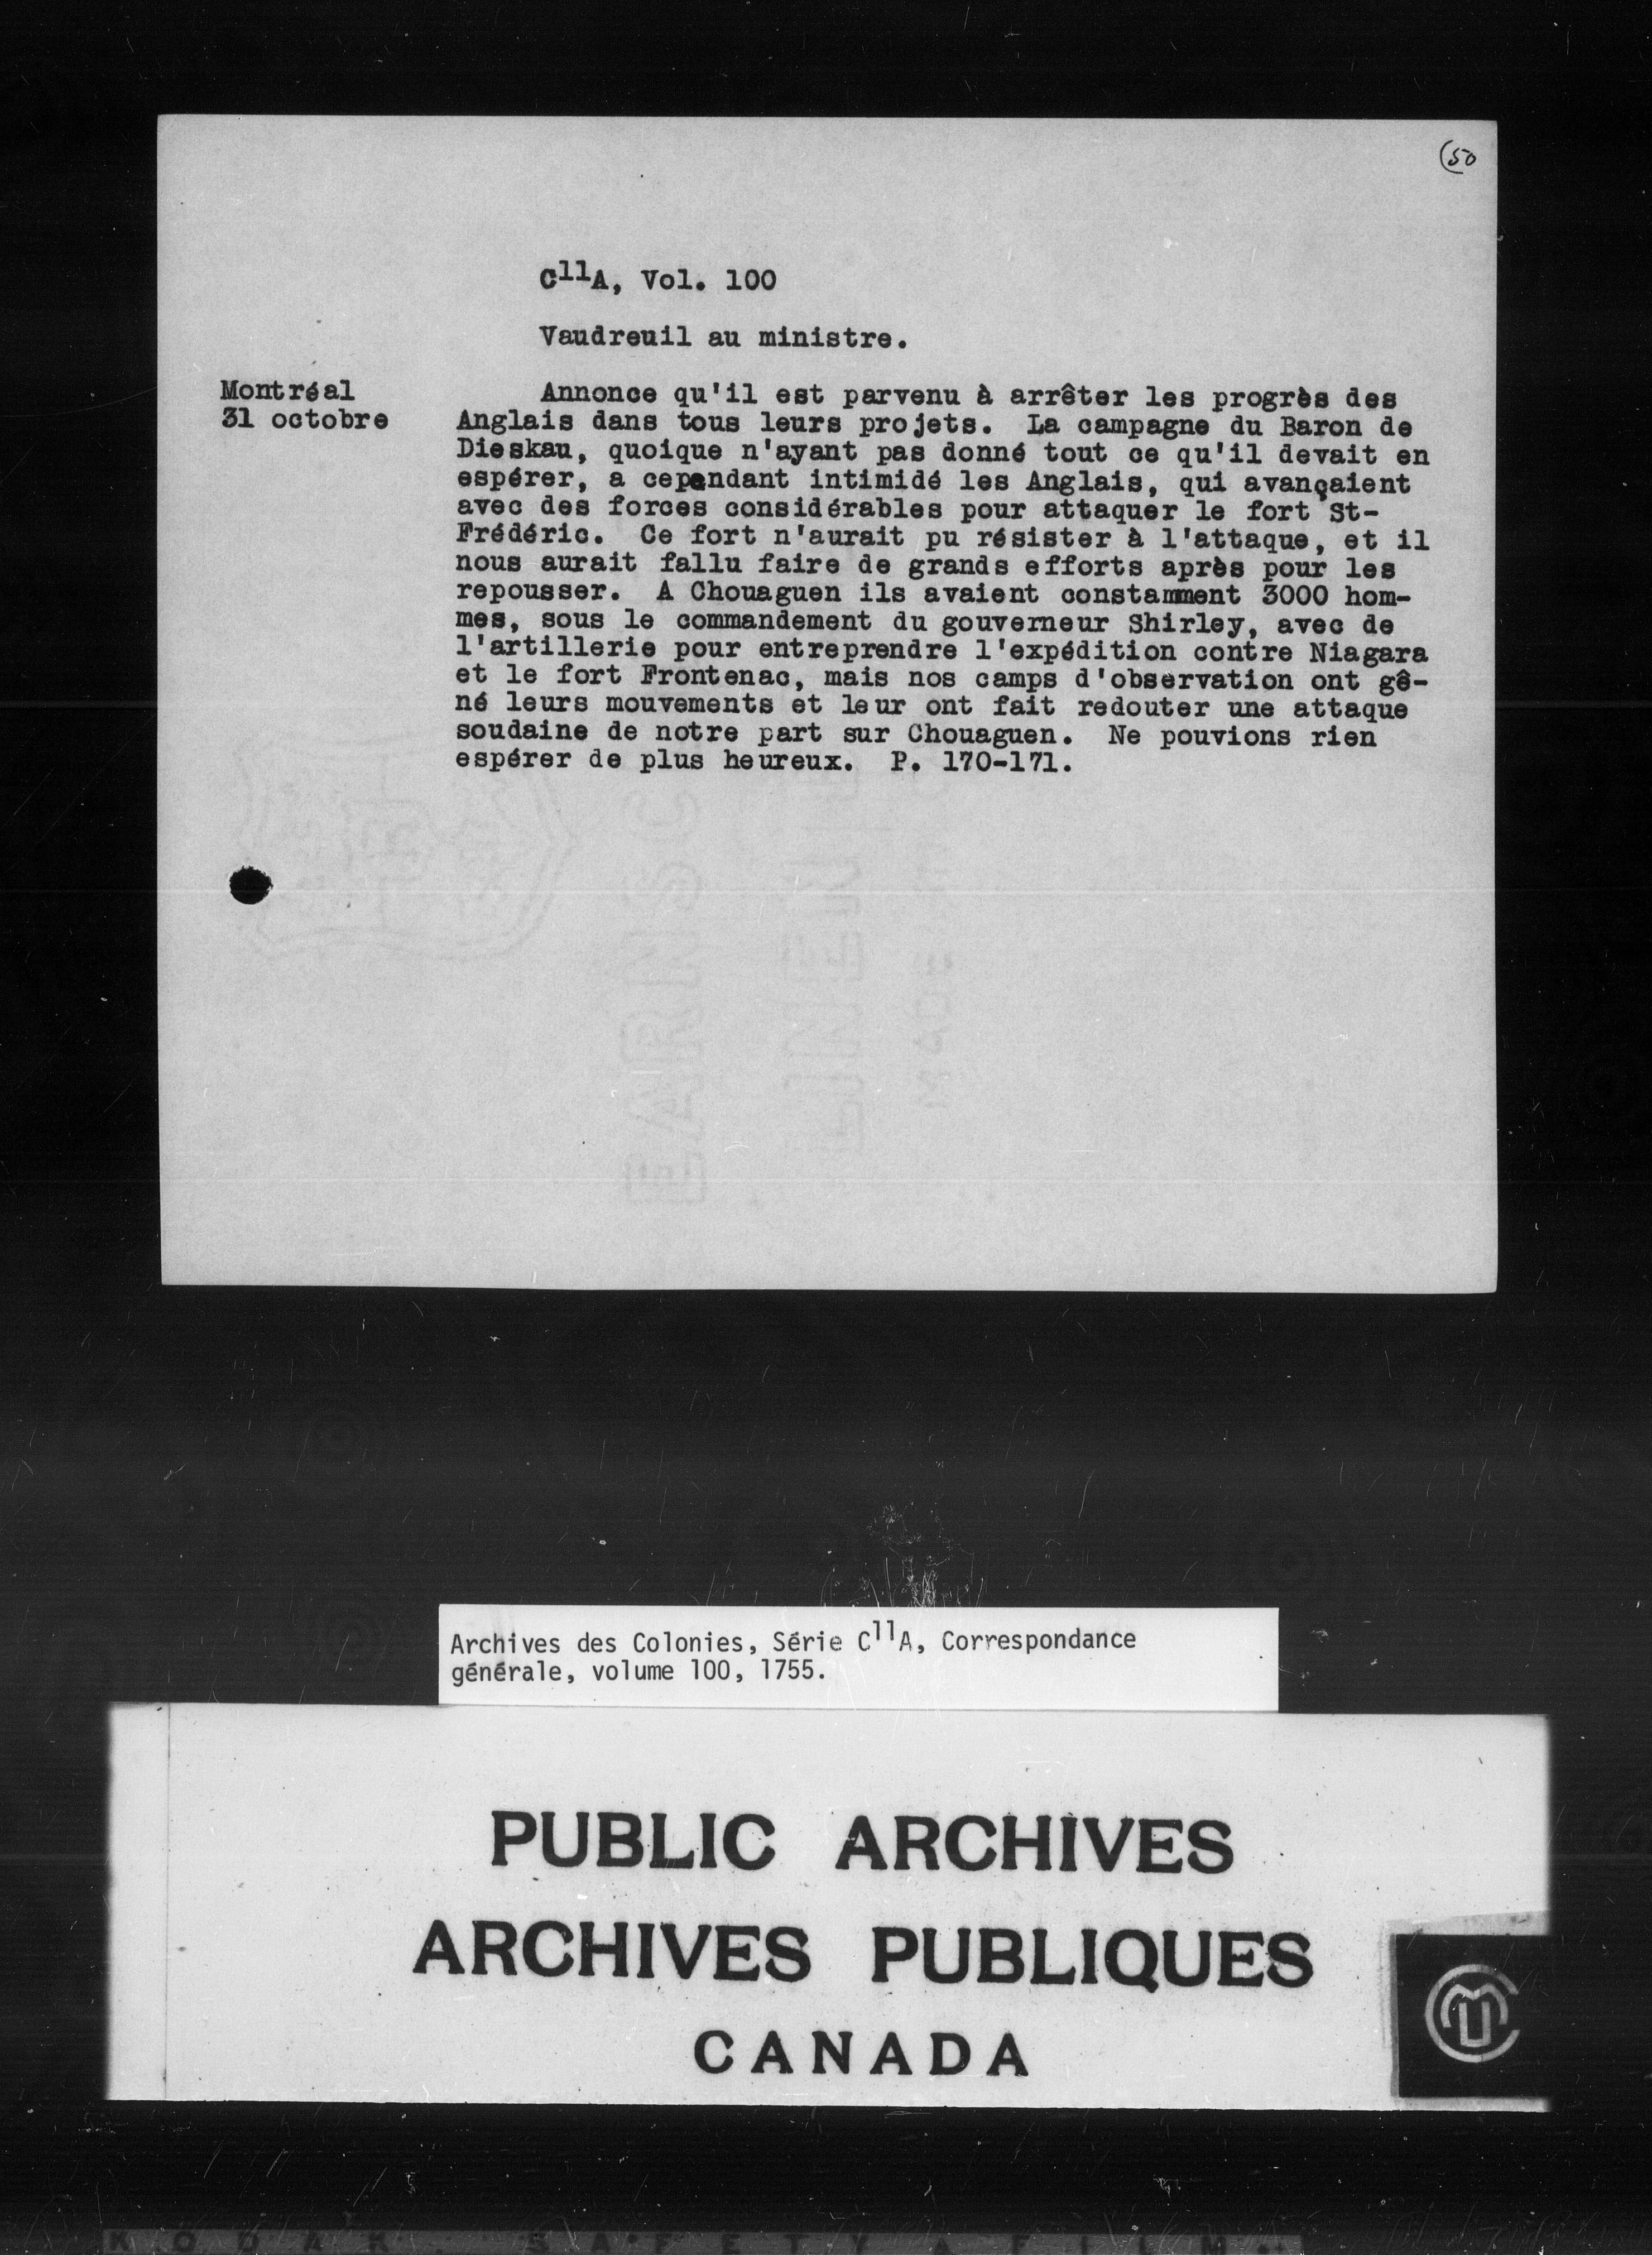 (50
C11A, Vol. 100
Vaudreuil au ministre.
Montréal
31 octobre
Annonce qu'il est parvenu à arrêter les progrès des
Anglais dans tous leurs projets. La campagne du Baron de
Dieskau, quoique n'ayant pas donné tout ce qu'il devait en
espérer, a cependant intimidé les Anglais, qui avançaient
avec des forces considérables pour attaquer le fort St-
Frédéric. Ce fort n'aurait pu résister à l'attaque, et il
nous aurait fallu faire de grands efforts après pour les
repousser. A Chouaguen ils avaient constamment 3000 hom-
mes, sous le commandement du gouverneur Shirley, avec de
l'artillerie pour entreprendre l'expédition contre Niagara
et le fort Frontenac, mais nos camps d'observation ont gê-
né leurs mouvements et leur ont fait redouter une attaque
soudaine de notre part sur Chouaguen. Ne pouvions rien
espérer de plus heureux. P. 170-171.
Archives des Colonies, Série C11A, Correspondance
générale, volume 100, 1755.
PUBLIC ARCHIVES
ARCHIVES PUBLIQUES
CANADA
KODAK SAFETY FILM